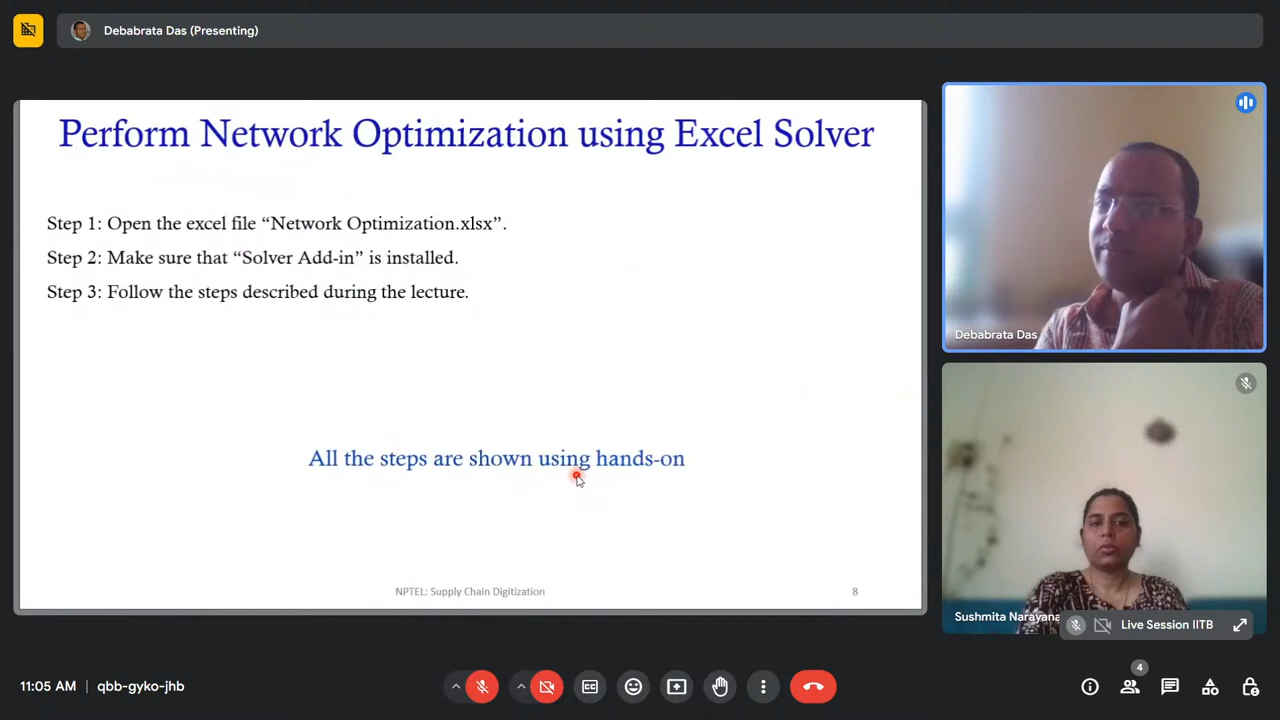 Debabrata Das (Presenting)
Perform Network Optimization using Excel Solver
Step 1: Open the excel file “Network Optimization.xlsx”.
Step 2: Make sure that “Solver Add-in” is installed.
Step 3: Follow the steps described during the lecture.
All the steps are shown using hands-on
NPTEL: Supply Chain Digitization
8
Debabrata Das
Sushmita Narayana
Live Session IITB
11:05 AM | qbb-gyko-jhb
4